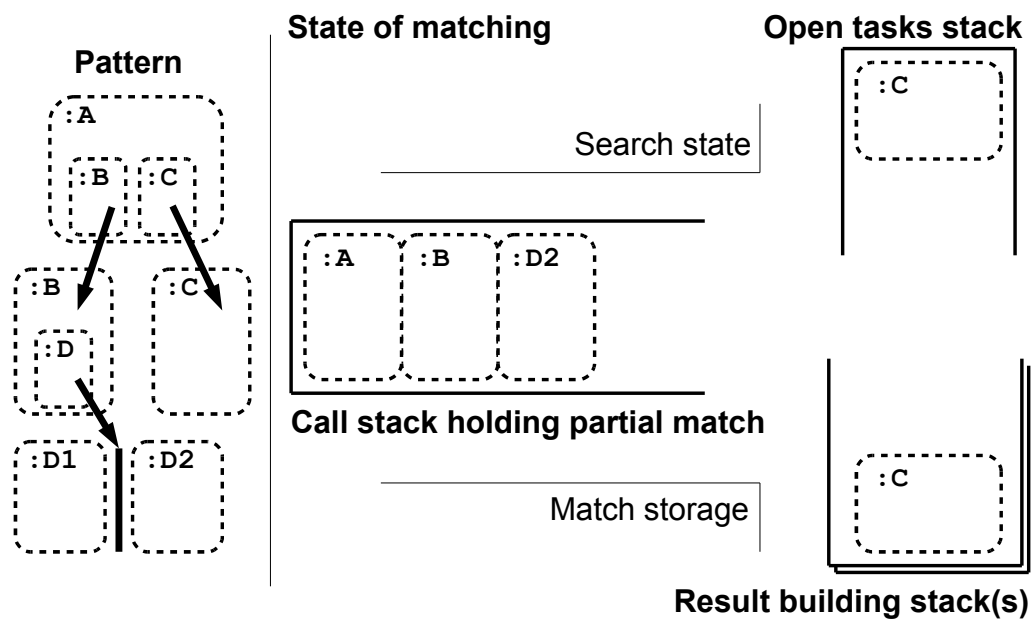 State of matching
Open tasks stack
Pattern
:A
:B :C
:B :C
:D
:D1 :D2
Search state
:C
:A :B :D2
Call stack holding partial match
Match storage
:C
Result building stack(s)